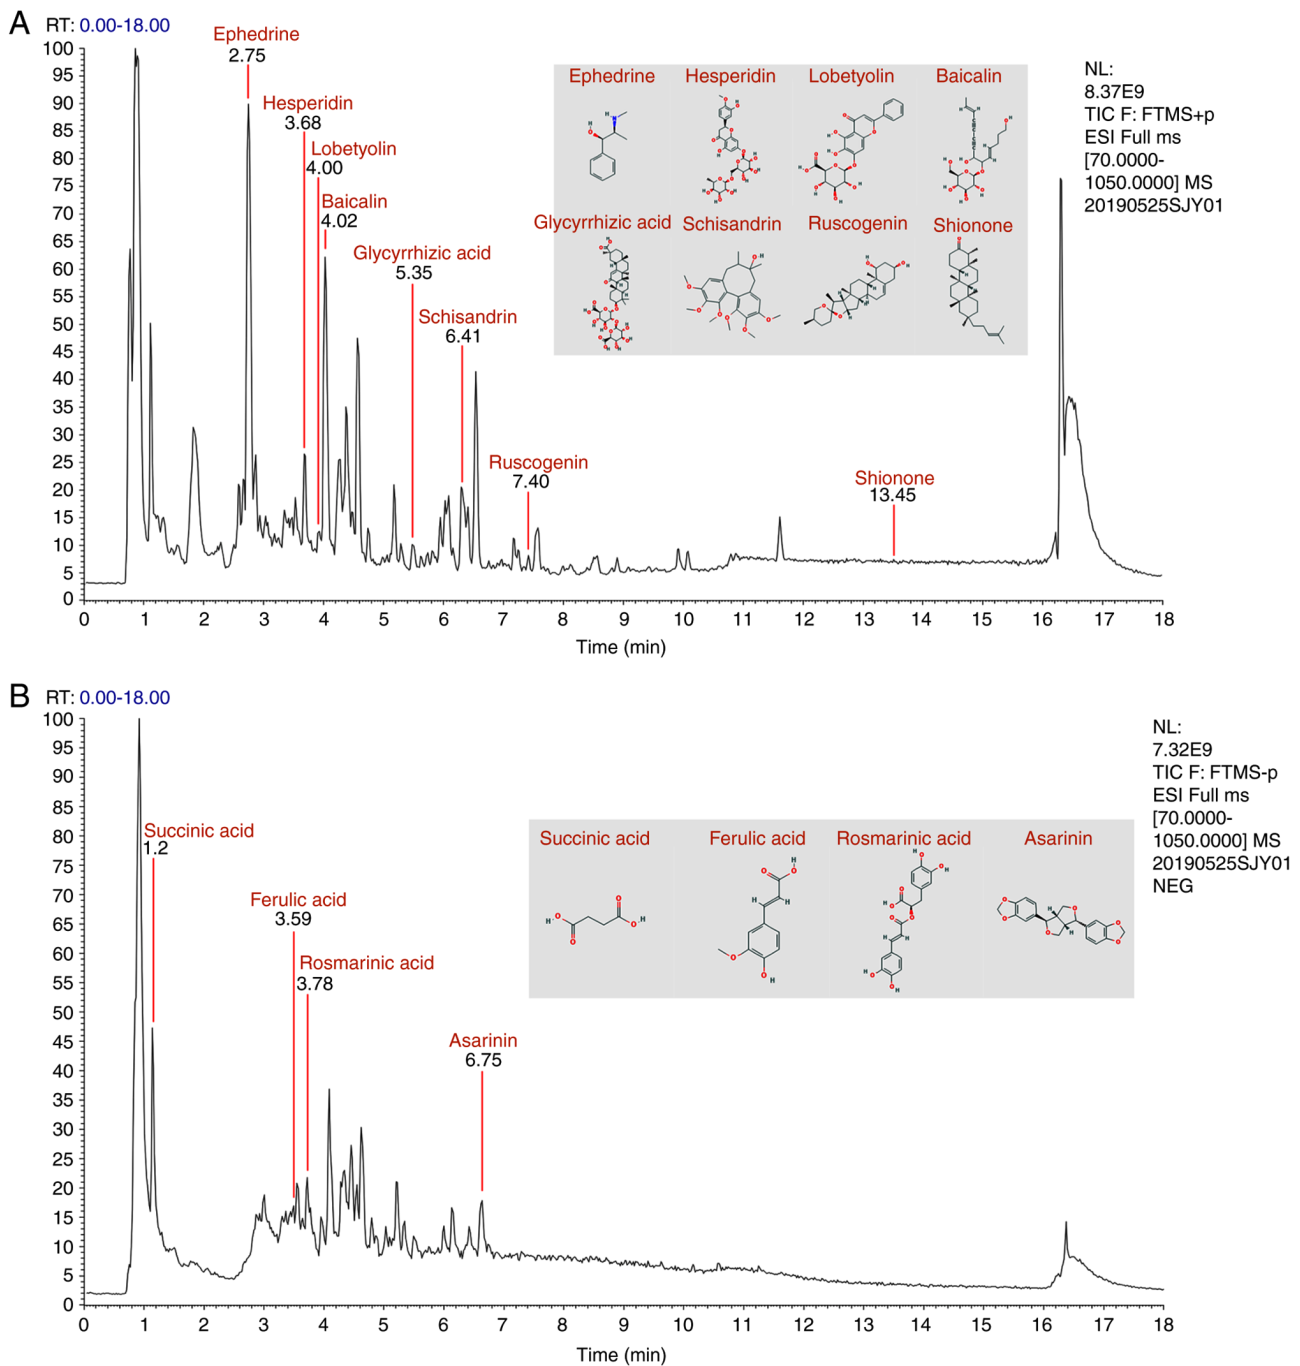 A
RT: 0.00-18.00
Ephedrine
2.75
Hesperidin
3.68
Lobetyolin
4.00
Baicalin
4.02
Glycyrrhizic acid
5.35
Schisandrin
6.41
Ruscogenin
7.40
Shionone
13.45
Ephedrine Hesperidin Lobetyolin Baicalin
Glycyrrhizic acid Schisandrin Ruscogenin Shionone
NL:
8.37E9
TIC F: FTMS+p
ESI Full ms
[70.0000-
1050.0000] MS
20190525SJY01
100
95
90
85
80
75
70
65
60
55
50
45
40
35
30
25
20
15
10
5
0
0 1 2 3 4 5 6 7 8 9 10 11 12 13 14 15 16 17 18
Time (min)
B
RT: 0.00-18.00
Succinic acid
1.2
Ferulic acid
3.59
Rosmarinic acid
3.78
Asarinin
6.75
Succinic acid Ferulic acid Rosmarinic acid Asarinin
NL:
7.32E9
TIC F: FTMS-p
ESI Full ms
[70.0000-
1050.0000] MS
20190525SJY01
NEG
100
95
90
85
80
75
70
65
60
55
50
45
40
35
30
25
20
15
10
5
0
0 1 2 3 4 5 6 7 8 9 10 11 12 13 14 15 16 17 18
Time (min)